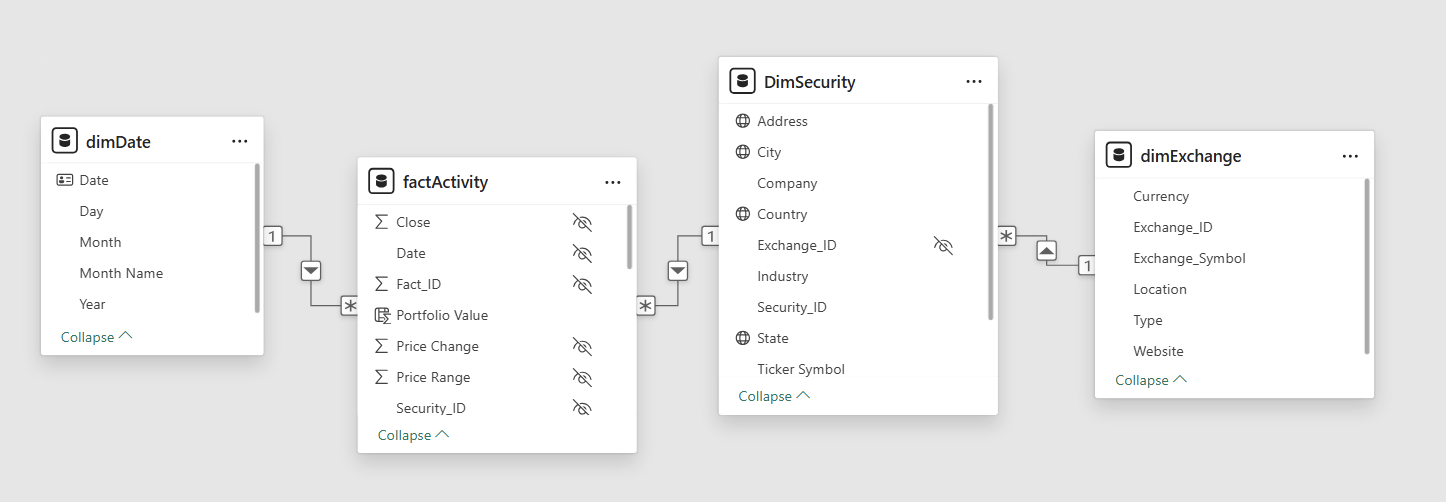 dimDate
Date
Day
Month
Month Name
Year
Collapse
1
*
factActivity
Close
Date
Fact_ID
Portfolio Value
Price Change
Price Range
Security_ID
Collapse
*
1
DimSecurity
Address
City
Company
Country
Exchange_ID
Industry
Security_ID
State
Ticker Symbol
Collapse
*
1
dimExchange
Currency
Exchange_ID
Exchange_Symbol
Location
Type
Website
Collapse